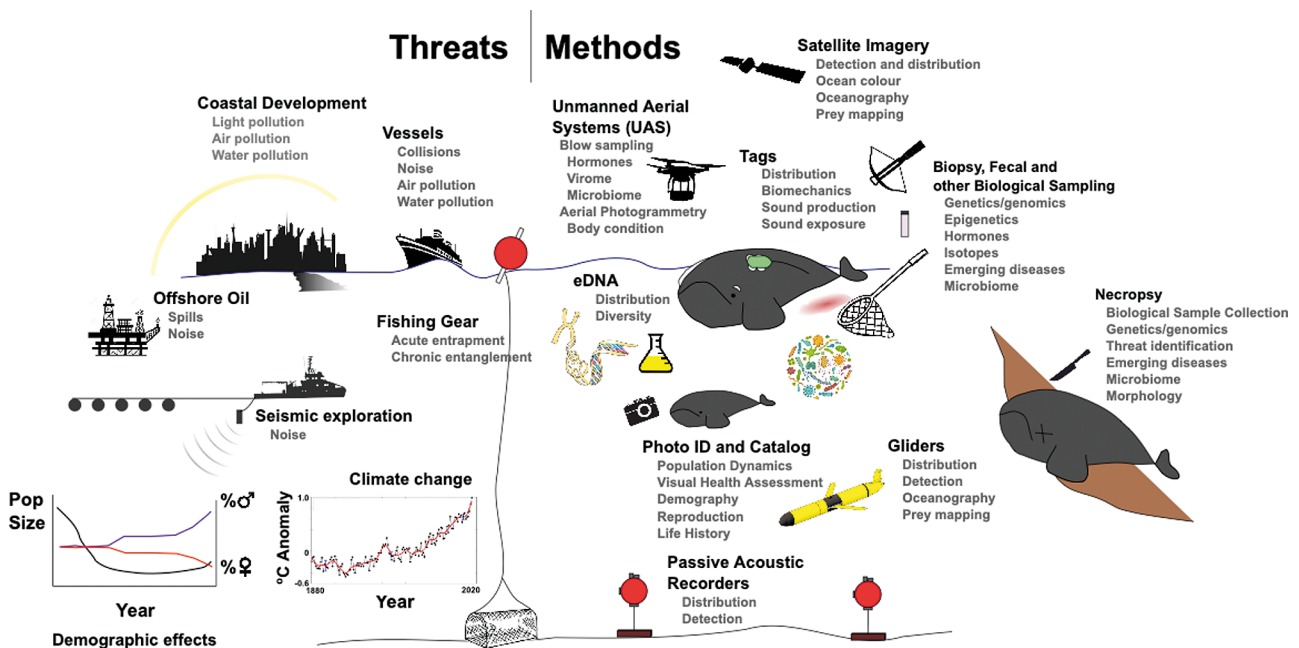 Threats
Methods
Coastal Development
Light pollution
Air pollution
Water pollution
Vessels
Collisions
Noise
Air pollution
Water pollution
Offshore Oil
Spills
Noise
Fishing Gear
Acute entrapment
Chronic entanglement
Seismic exploration
Noise
Pop
Size
%♂
%♀
Year
Demographic effects
Climate change
ºC Anomaly
1.0
0
-0.6
1880
2020
Year
Satellite Imagery
Detection and distribution
Ocean colour
Oceanography
Prey mapping
Unmanned Aerial
Systems (UAS)
Blow sampling
Hormones
Virome
Microbiome
Aerial Photogrammetry
Body condition
Tags
Distribution
Biomechanics
Sound production
Sound exposure
Biopsy, Fecal and
other Biological Sampling
Genetics/genomics
Epigenetics
Hormones
Isotopes
Emerging diseases
Microbiome
eDNA
Distribution
Diversity
Necropsy
Biological Sample Collection
Genetics/genomics
Threat identification
Emerging diseases
Microbiome
Morphology
Photo ID and Catalog
Population Dynamics
Visual Health Assessment
Demography
Reproduction
Life History
Gliders
Distribution
Detection
Oceanography
Prey mapping
Passive Acoustic
Recorders
Distribution
Detection